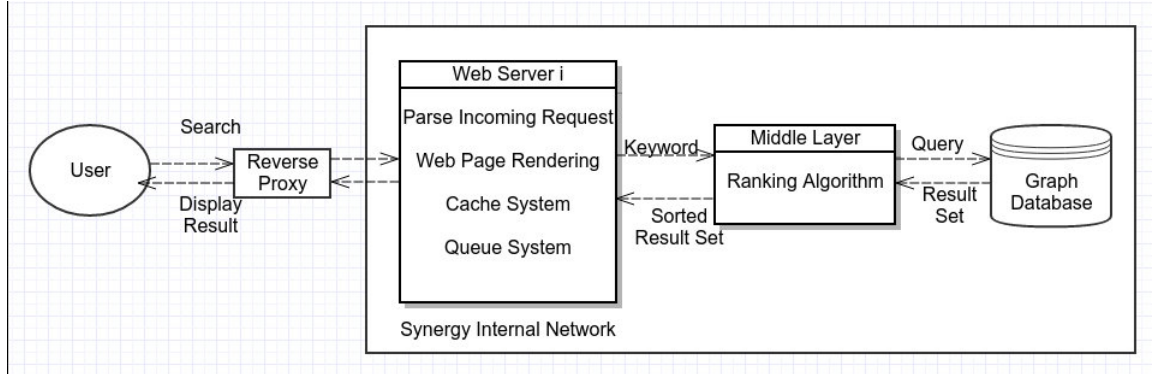 User
Search
Display
Result
Reverse
Proxy
Web Server i
Parse Incoming Request
Web Page Rendering
Cache System
Queue System
Synergy Internal Network
Keyword
Sorted
Result Set
Middle Layer
Ranking Algorithm
Query
Result
Set
Graph
Database